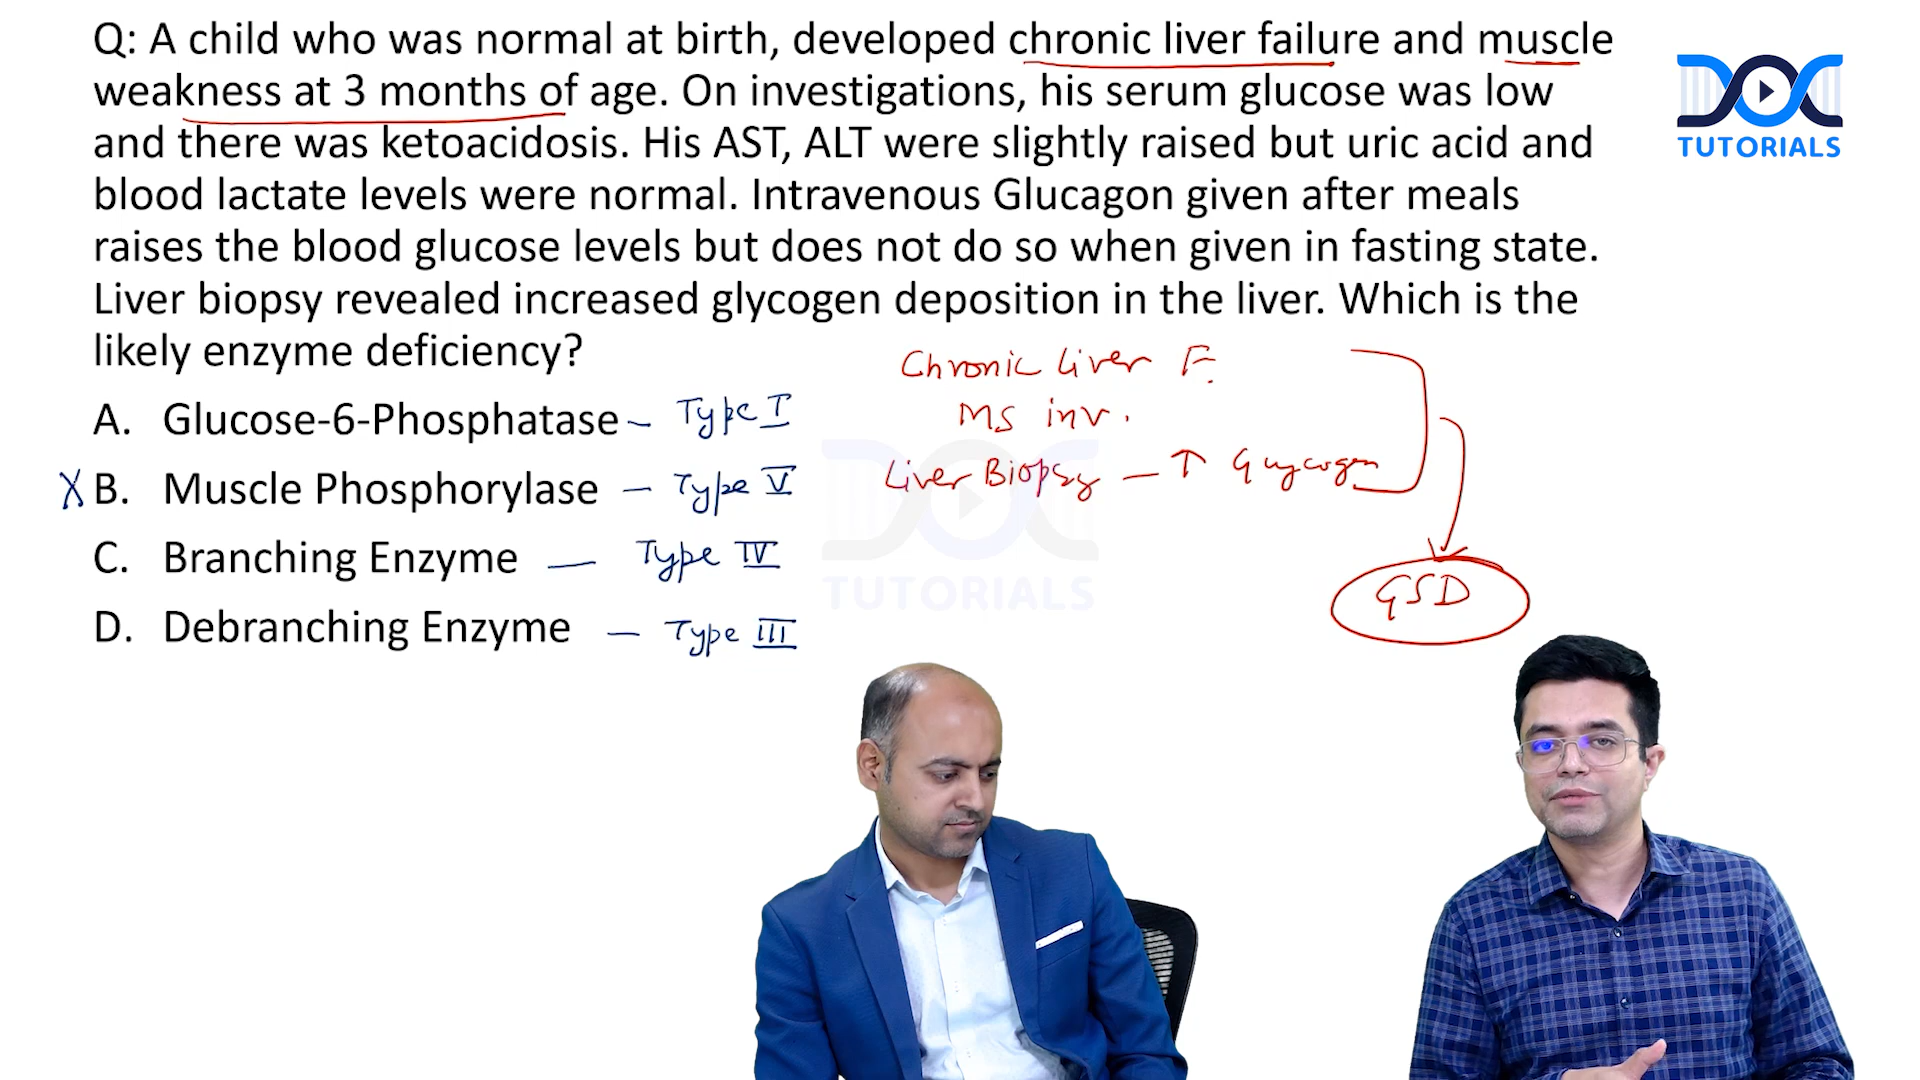 Q: A child who was normal at birth, developed chronic liver failure and muscle
weakness at 3 months of age. On investigations, his serum glucose was low
and there was ketoacidosis. His AST, ALT were slightly raised but uric acid and
blood lactate levels were normal. Intravenous Glucagon given after meals
raises the blood glucose levels but does not do so when given in fasting state.
Liver biopsy revealed increased glycogen deposition in the liver. Which is the
likely enzyme deficiency?
A. Glucose-6-Phosphatase – Type I
X B. Muscle Phosphorylase – Type V
C. Branching Enzyme — Type IV
D. Debranching Enzyme – Type III
Chronic Liver F.
MS inv.
Liver Biopsy – ↑ Glycogen
GSD
DOC
TUTORIALS
DOC
TUTORIALS